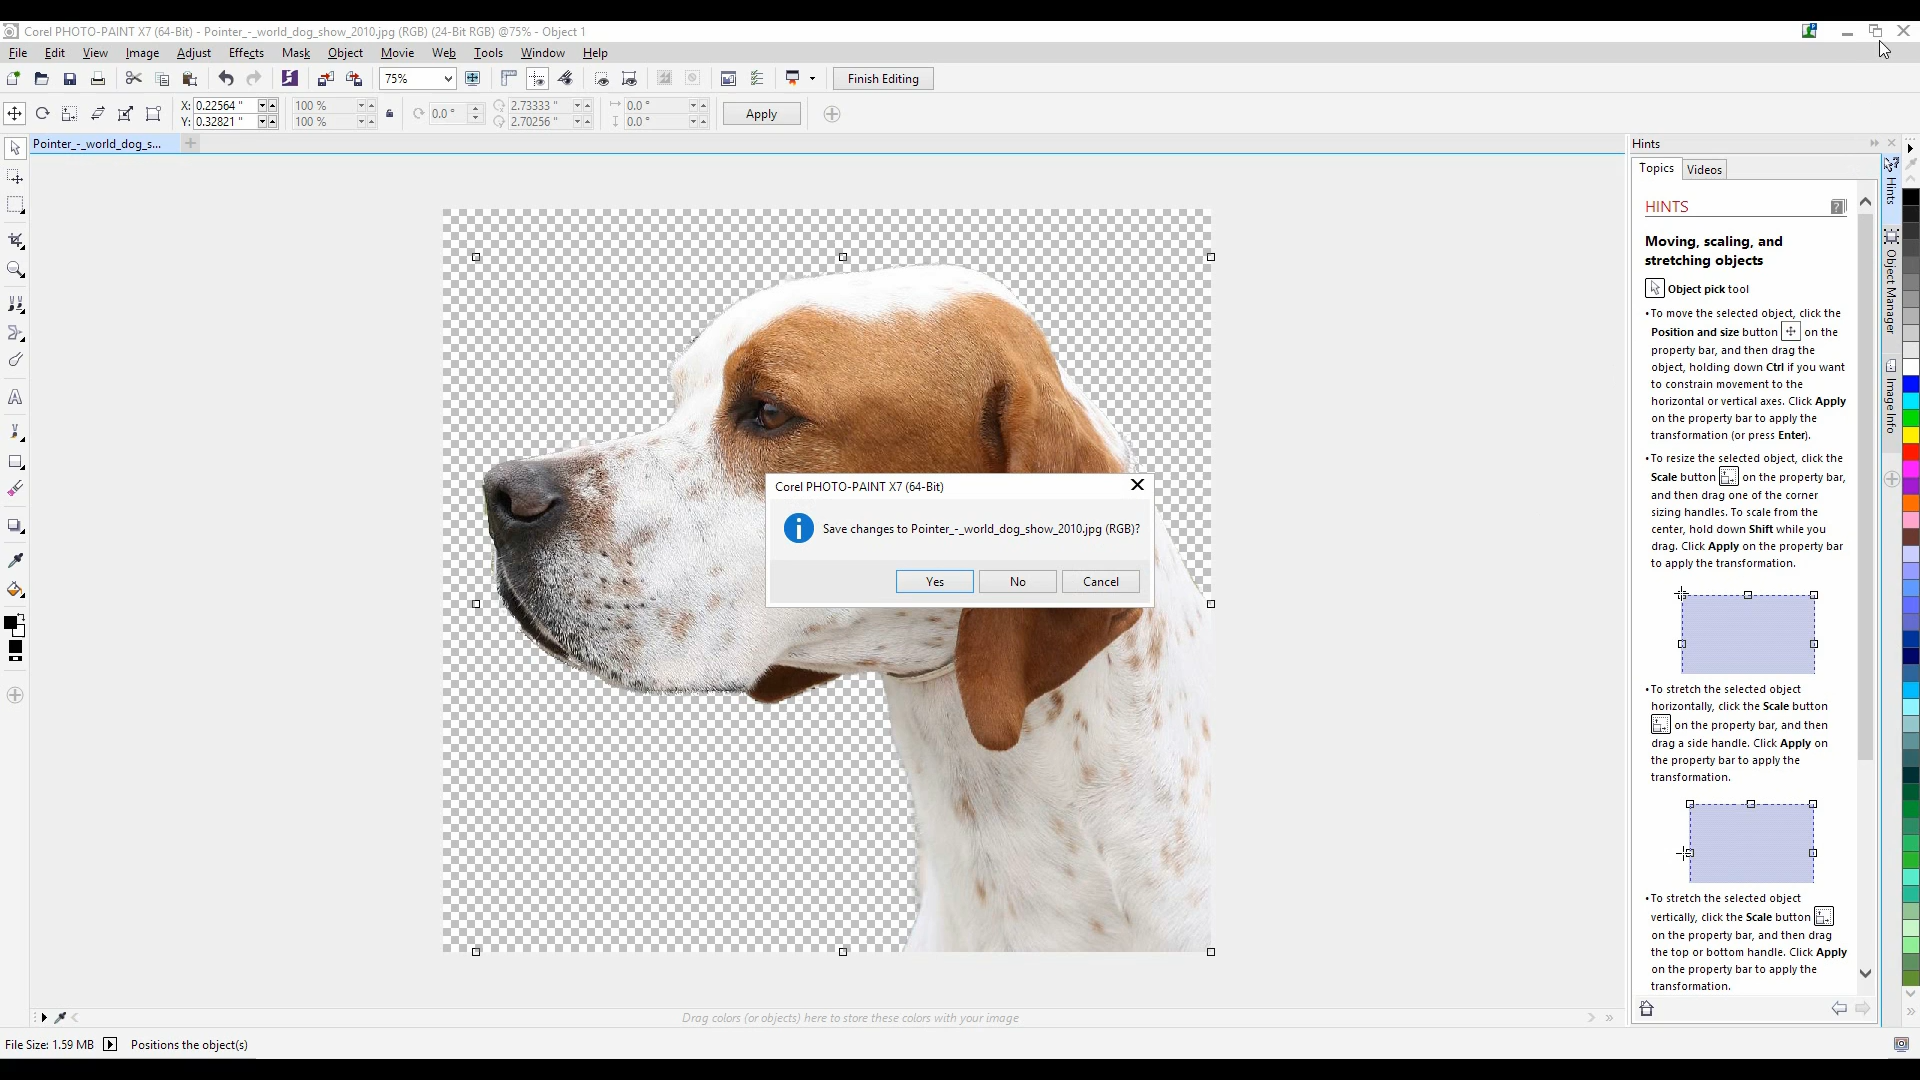 Corel PHOTO-PAINT X7 (64-Bit) - Pointer_-_world_dog_show_2010.jpg (RGB) (24-Bit RGB) @75% - Object 1
File Edit View Image Adjust Effects Mask Object Movie Web Tools Window Help
75% Finish Editing
X: 0.22564 " 100 % 0.0 ° 2.73333 " 0.0 ° Apply
Y: 0.32821 " 100 % 2.70256 " 0.0 °
Pointer_-_world_dog_s...
Hints
Topics Videos
HINTS
Moving, scaling, and
stretching objects
Object pick tool
•To move the selected object, click the
Position and size button on the
property bar, and then drag the
object, holding down Ctrl if you want
to constrain movement to the
horizontal or vertical axes. Click Apply
on the property bar to apply the
transformation (or press Enter).
•To resize the selected object, click the
Scale button on the property bar,
and then drag one of the corner
sizing handles. To scale from the
center, hold down Shift while you
drag. Click Apply on the property bar
to apply the transformation.
•To stretch the selected object
horizontally, click the Scale button
on the property bar, and then
drag a side handle. Click Apply on
the property bar to apply the
transformation.
•To stretch the selected object
vertically, click the Scale button
on the property bar, and then drag
the top or bottom handle. Click Apply
on the property bar to apply the
transformation.
Hints
Object Manager
Image Info
Corel PHOTO-PAINT X7 (64-Bit)
Save changes to Pointer_-_world_dog_show_2010.jpg (RGB)?
Yes No Cancel
Drag colors (or objects) here to store these colors with your image
File Size: 1.59 MB Positions the object(s)